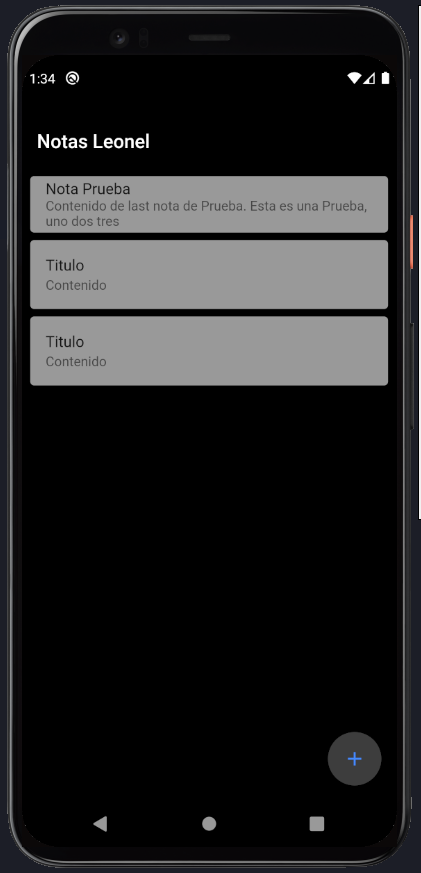 1:34
Notas Leonel
Nota Prueba
Contenido de last nota de Prueba. Esta es una Prueba,
uno dos tres
Titulo
Contenido
Titulo
Contenido
+